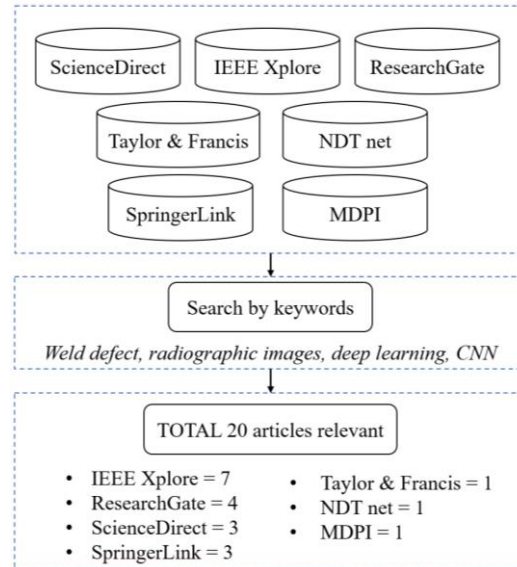 ScienceDirect
IEEE Xplore
ResearchGate
Taylor & Francis
NDT net
SpringerLink
MDPI
Search by keywords
Weld defect, radiographic images, deep learning, CNN
TOTAL 20 articles relevant
• IEEE Xplore = 7
• ResearchGate = 4
• ScienceDirect = 3
• SpringerLink = 3
• Taylor & Francis = 1
• NDT net = 1
• MDPI = 1